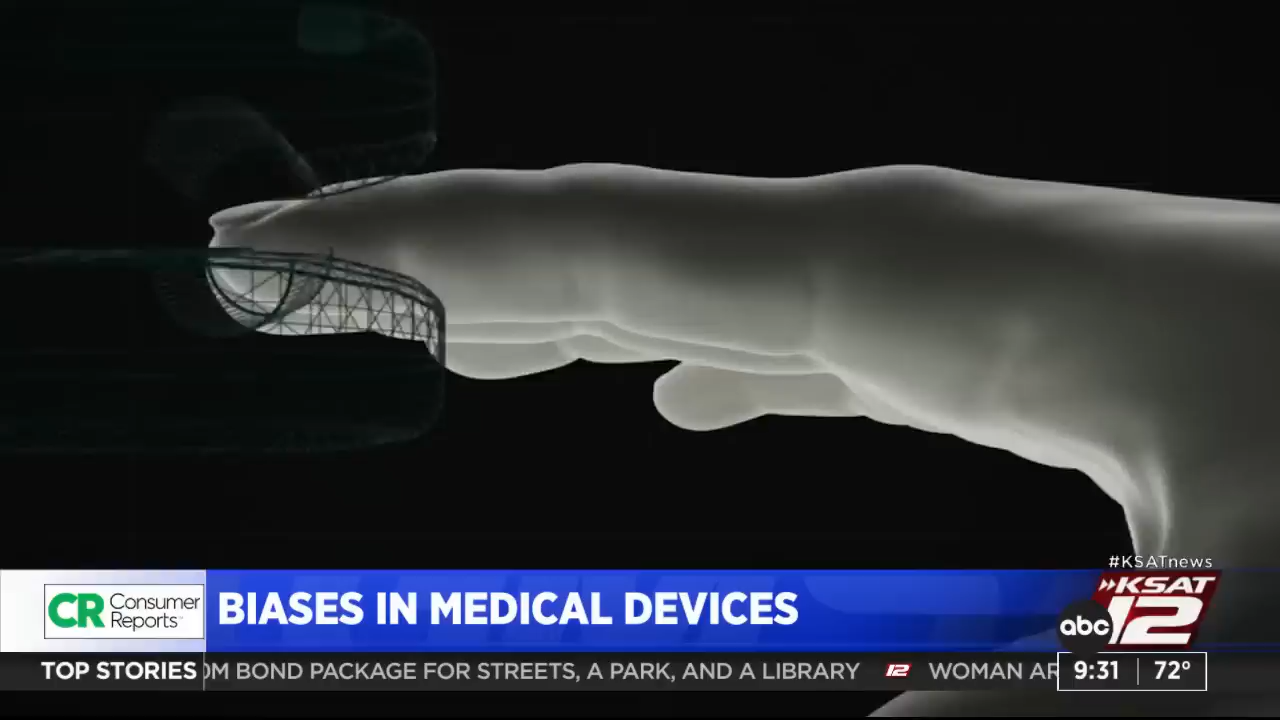 #KSATnews
CR Consumer Reports
BIASES IN MEDICAL DEVICES
KSAT
abc 12
TOP STORIES
BOND PACKAGE FOR STREETS, A PARK, AND A LIBRARY 12 WOMAN
9:31 72°